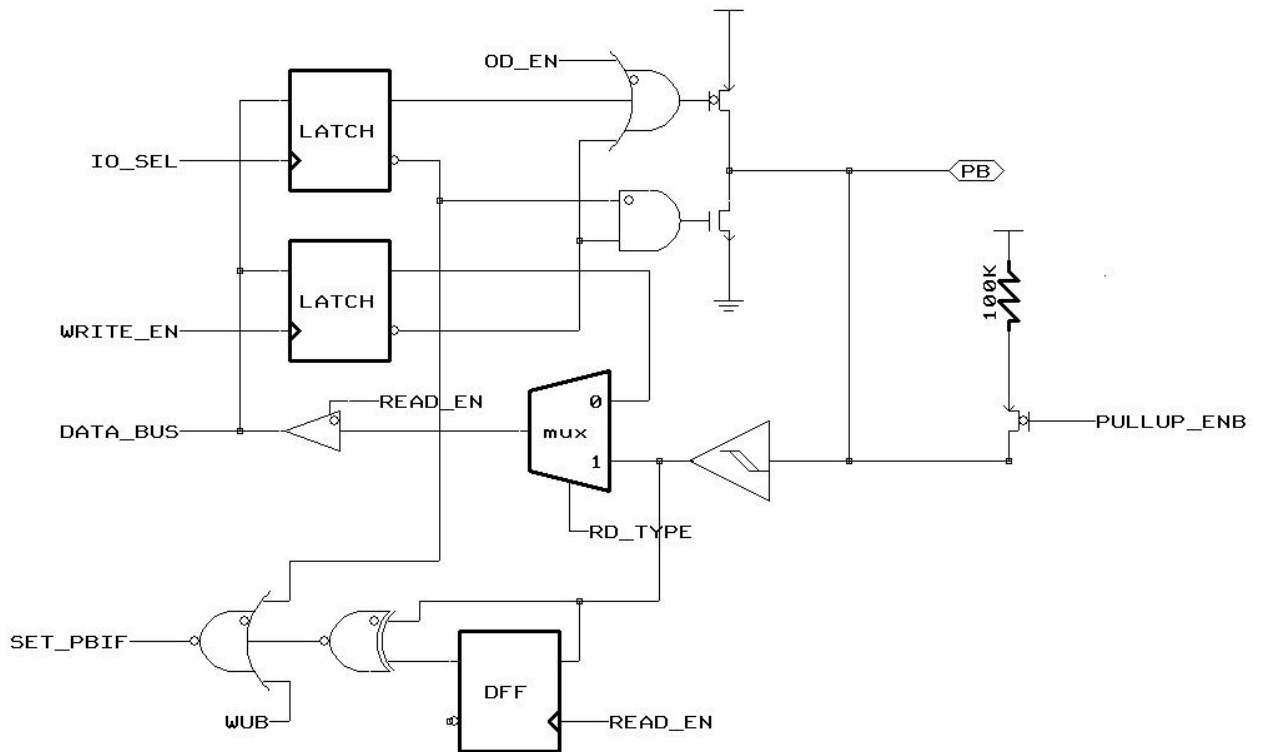 OD_EN
LATCH
IO_SEL
PB
LATCH
100K
WRITE_EN
READ_EN
0
DATA_BUS
mux
PULLUP_ENB
1
RD_TYPE
SET_PBIF
DFF
WUB
READ_EN